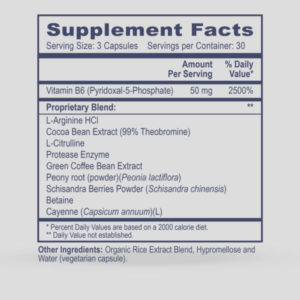 Supplement Facts
Serving Size: 3 Capsules Servings per Container: 30
Amount Per Serving % Daily Value*
Vitamin B6 (Pyridoxal-5-Phosphate) 50 mg 2500%
Proprietary Blend: **
L-Arginine HCl
Cocoa Bean Extract (99% Theobromine)
L-Citrulline
Protease Enzyme
Green Coffee Bean Extract
Peony root (powder)(Peonia lactiflora)
Schisandra Berries Powder (Schisandra chinensis)
Betaine
Cayenne (Capsicum annuum)(L)
* Percent Daily Values are based on a 2000 calorie diet.
** Daily Value not established.
Other Ingredients: Organic Rice Extract Blend, Hypromellose and
Water (vegetarian capsule).